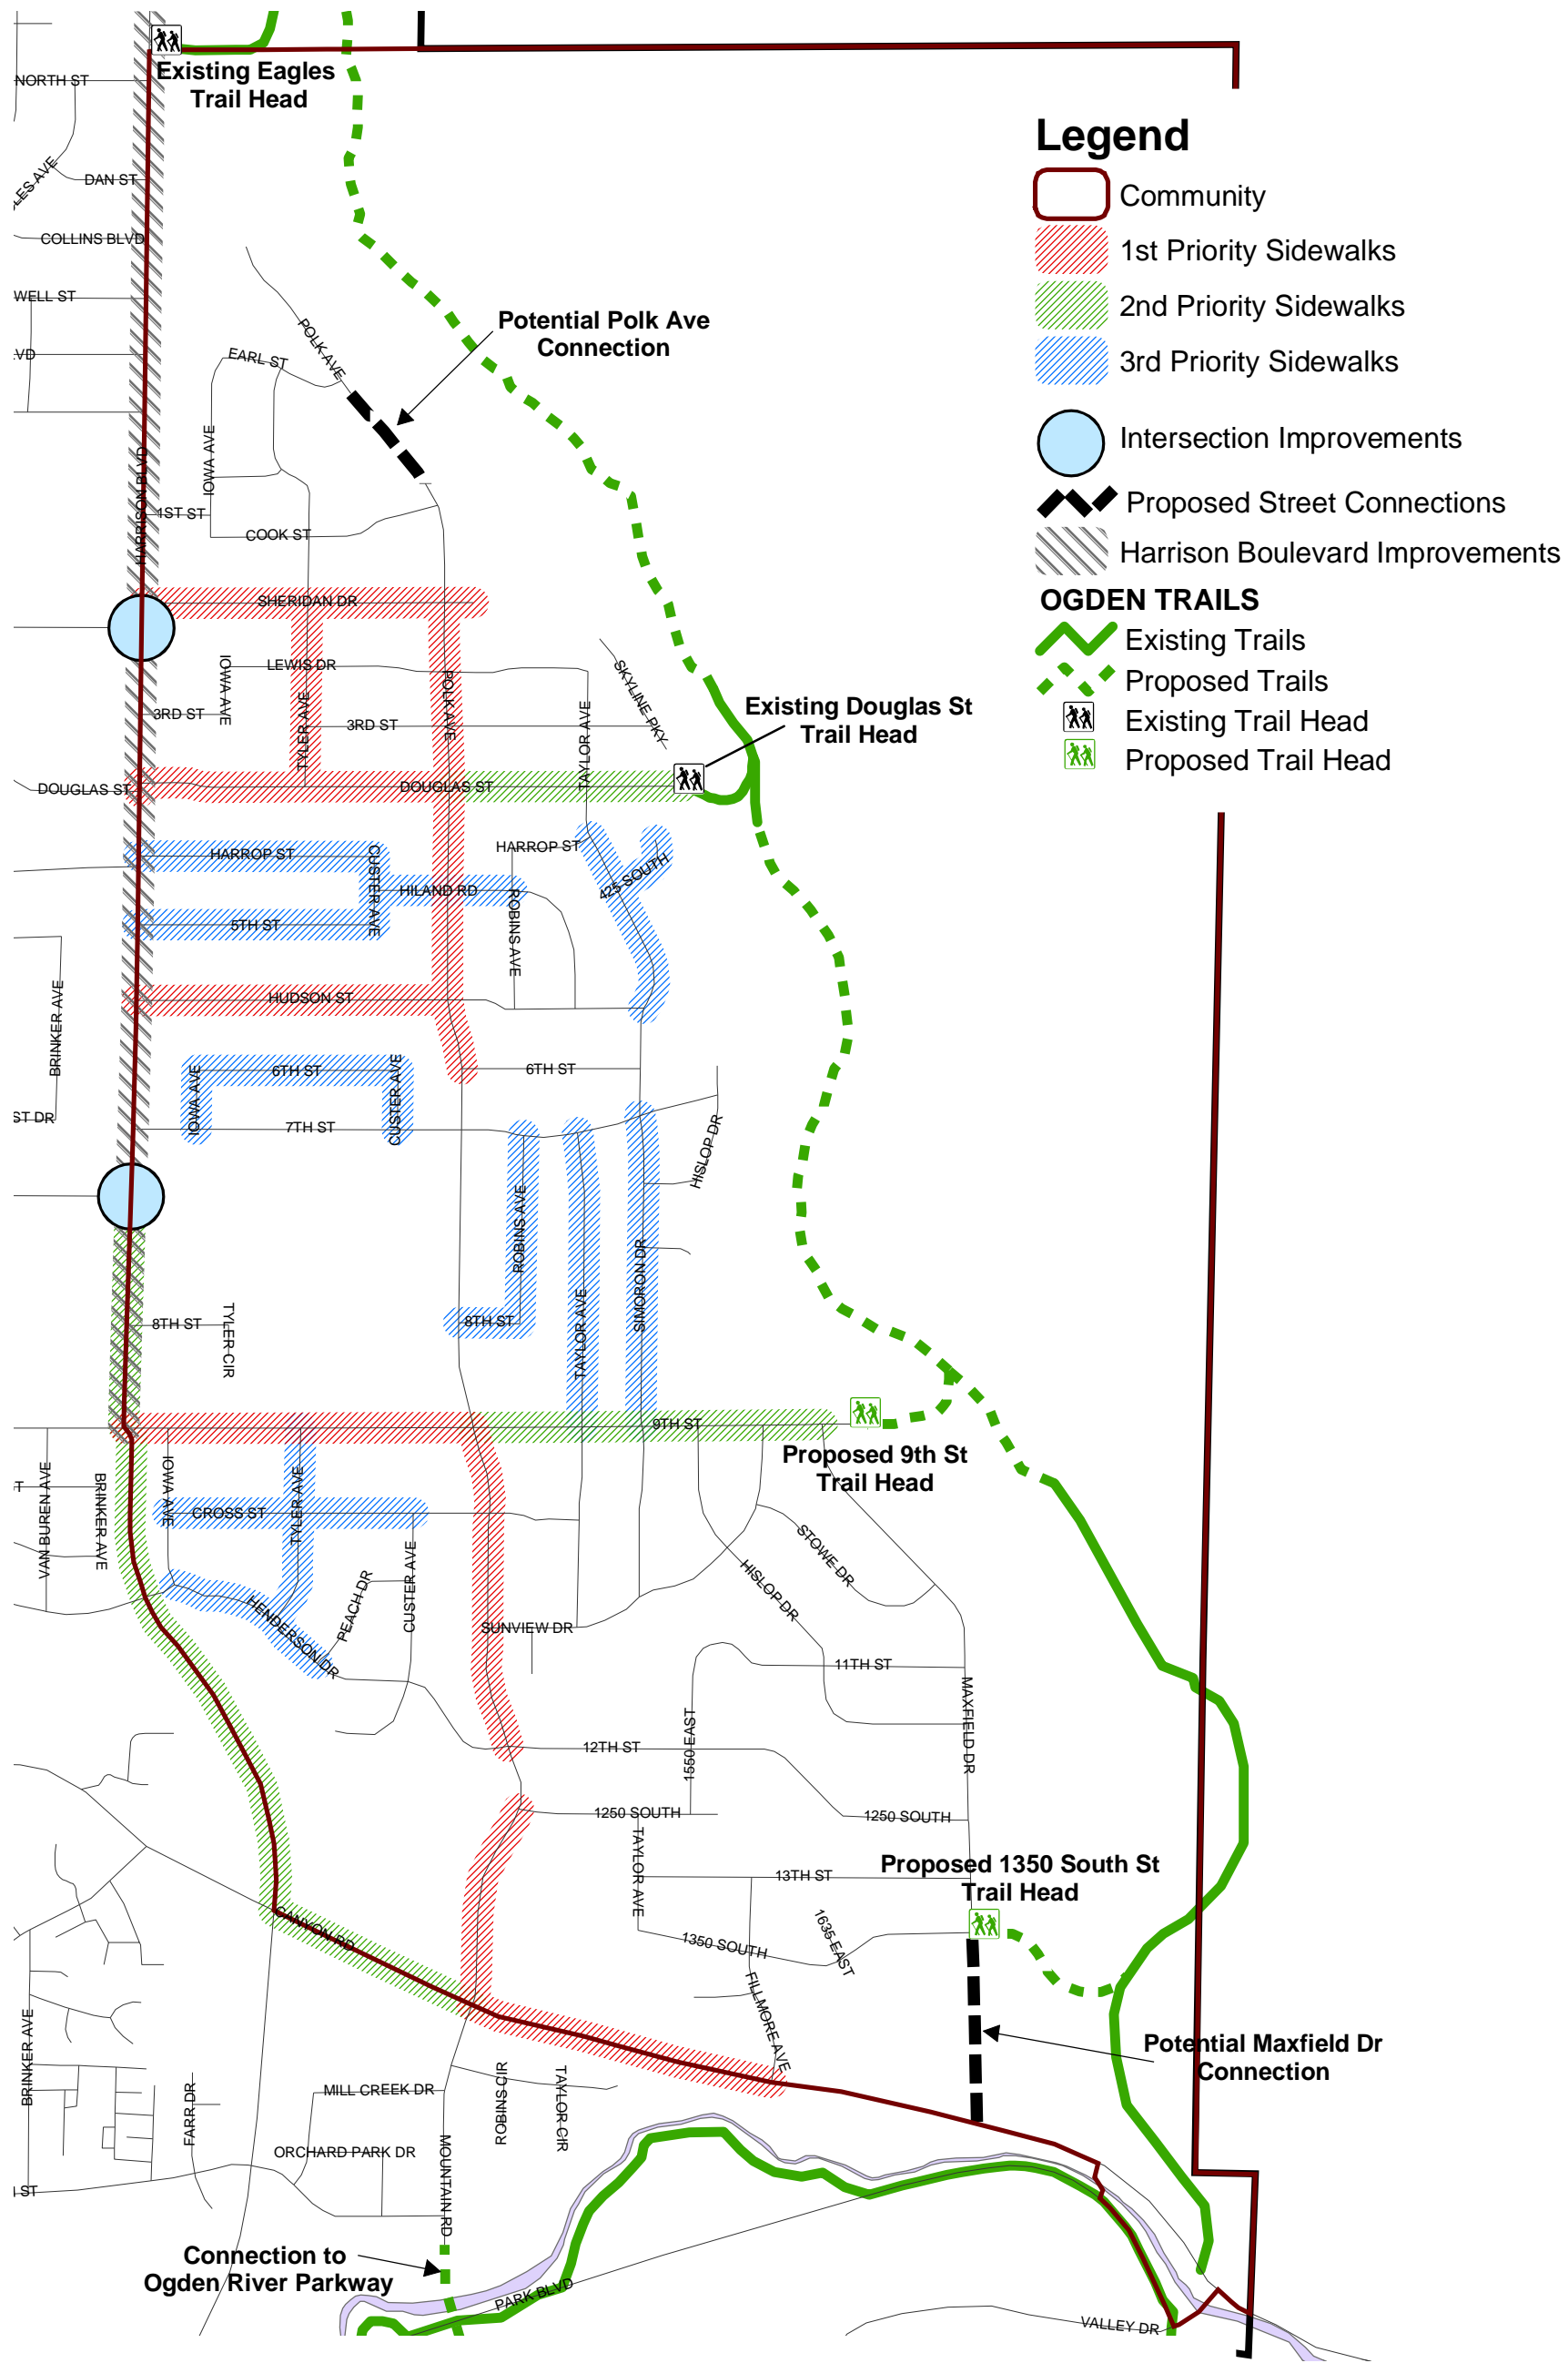 Existing Eagles
Trail Head
NORTH ST
LES AVE
DAN ST
COLLINS BLVD
WELL ST
VD
HARRISON BLVD
POLK AVE
EARL ST
IOWA AVE
1ST ST
COOK ST
Potential Polk Ave
Connection
Legend
Community
1st Priority Sidewalks
2nd Priority Sidewalks
3rd Priority Sidewalks
Intersection Improvements
Proposed Street Connections
Harrison Boulevard Improvements
OGDEN TRAILS
Existing Trails
Proposed Trails
Existing Trail Head
Proposed Trail Head
SHERIDAN DR
IOWA AVE
LEWIS DR
TYLER AVE
POLK AVE
SKYLINE PKY
3RD ST
3RD ST
TAYLOR AVE
Existing Douglas St
Trail Head
DOUGLAS ST
DOUGLAS ST
HARROP ST
CUSTER AVE
HARROP ST
425 SOUTH
HILAND RD
ROBINS AVE
5TH ST
HUDSON ST
BRINKER AVE
6TH ST
6TH ST
IOWA AVE
CUSTER AVE
ST DR
7TH ST
HISLOP DR
ROBINS AVE
SIMORON DR
TAYLOR AVE
8TH ST
TYLER CIR
8TH ST
9TH ST
Proposed 9th St
Trail Head
T
VAN BUREN AVE
BRINKER AVE
IOWA AVE
TYLER AVE
CROSS ST
STOWE DR
HISLOP DR
PEACH DR
CUSTER AVE
HENDERSON DR
SUNVIEW DR
11TH ST
MAXFIELD DR
12TH ST
1550 EAST
1250 SOUTH
1250 SOUTH
TAYLOR AVE
13TH ST
Proposed 1350 South St
Trail Head
1635 EAST
1350 SOUTH
CANYON RD
FILLMORE AVE
Potential Maxfield Dr
Connection
BRINKER AVE
FARR DR
MILL CREEK DR
ROBINS CIR
TAYLOR CIR
ORCHARD PARK DR
MOUNTAIN RD
ST
Connection to
Ogden River Parkway
PARK BLVD
VALLEY DR